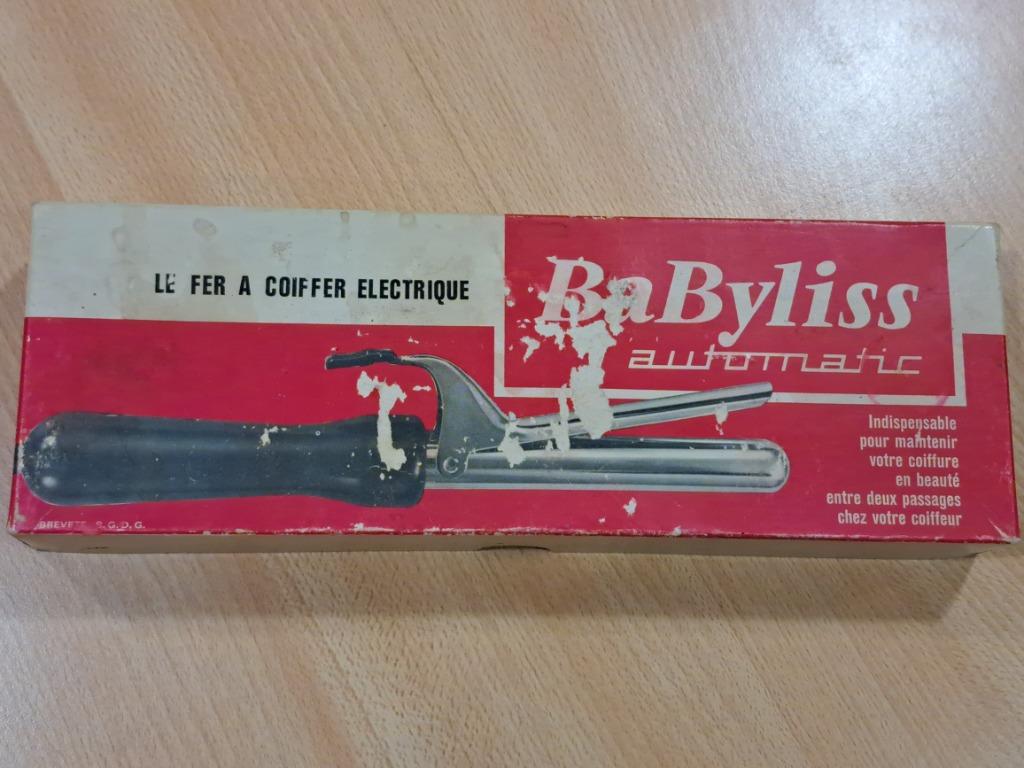 LE FER A COIFFER ELECTRIQUE
BaByliss
automatic
Indispensable
pour maintenir
votre coiffure
en beauté
entre deux passages
chez votre coiffeur
S. G. D. G.